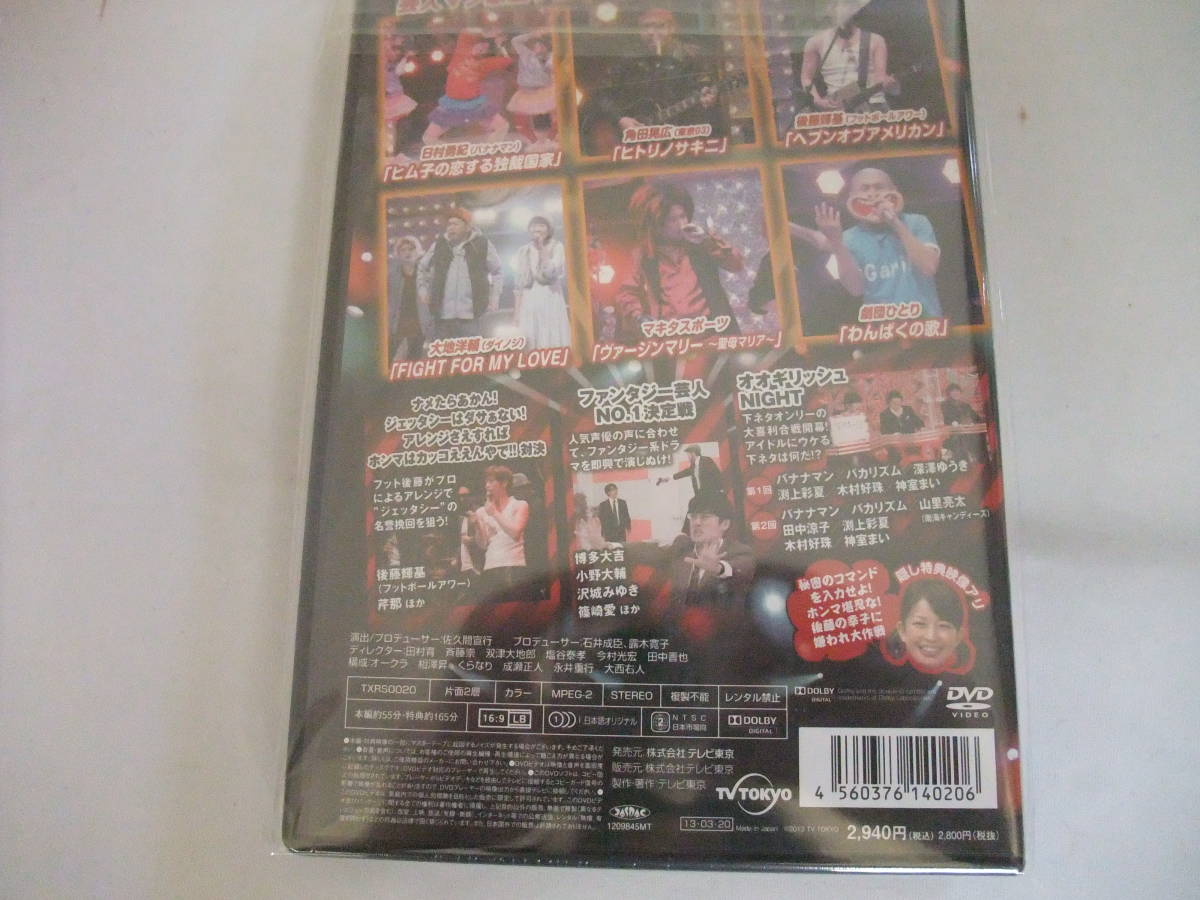 日村勇紀(バナナマン)
「ヒム子の恋する独裁国家」
角田晃広(東京03)
「ヒトリノサキニ」
後藤輝基(フットボールアワー)
「ヘブンオブアメリカン」
大地洋輔(ダイノジ)
「FIGHT FOR MY LOVE」
マキタスポーツ
「ヴァージンマリー ～聖母マリア～」
Gari
劇団ひとり
「わんぱくの歌」
ナメたらあかん!
ジェッタシーはダサぁない!
アレンジさえすれば
ホンマはカッコええんやで!!対決
フット後藤がプロ
によるアレンジで
"ジェッタシー"の
名誉挽回を狙う!
後藤輝基
(フットボールアワー)
芹那 ほか
ファンタジー芸人
NO.1決定戦
人気声優の声に合わせ
て、ファンタジー系ドラ
マを即興で演じぬけ!
博多大吉
小野大輔
沢城みゆき
篠崎愛 ほか
オオギリッシュ
NIGHT
下ネタオンリーの
大喜利合戦開幕!
アイドルにウケる
下ネタは何だ!?
第1回 バナナマン バカリズム 深澤ゆうき
渕上彩夏 木村好珠 神室まい
第2回 バナナマン バカリズム 山里亮太
(南海キャンディーズ)
田中涼子 渕上彩夏
木村好珠 神室まい
秘密のコマンド
を入力せよ!
ホンマ堪忍な!
後藤の幸子に
嫌われ大作戦
隠し特典映像アリ
演出/プロデューサー:佐久間宣行 プロデューサー:石井成臣、露木寛子
ディレクター:田村育 斉藤崇 双津大地郎 塩谷泰孝 今村光宏 田中晋也
構成:オークラ 相澤昇 くらなり 成瀬正人 永井重行 大西右人
TXRS0020 片面2層 カラー MPEG-2 STEREO 複製不能 レンタル禁止
DOLBY DIGITAL
DVD VIDEO
本編約55分・特典約165分 16:9 LB 1 1.日本語オリジナル 2 NTSC 日本市場向 DOLBY DIGITAL
発売元 株式会社テレビ東京
販売元 株式会社テレビ東京
製作・著作 テレビ東京
TV TOKYO
JASRAC
1209845MT
13・03・20 Made in Japan ©2013 TV TOKYO
4 560376 140206
2,940円(税込) 2,800円(税抜)